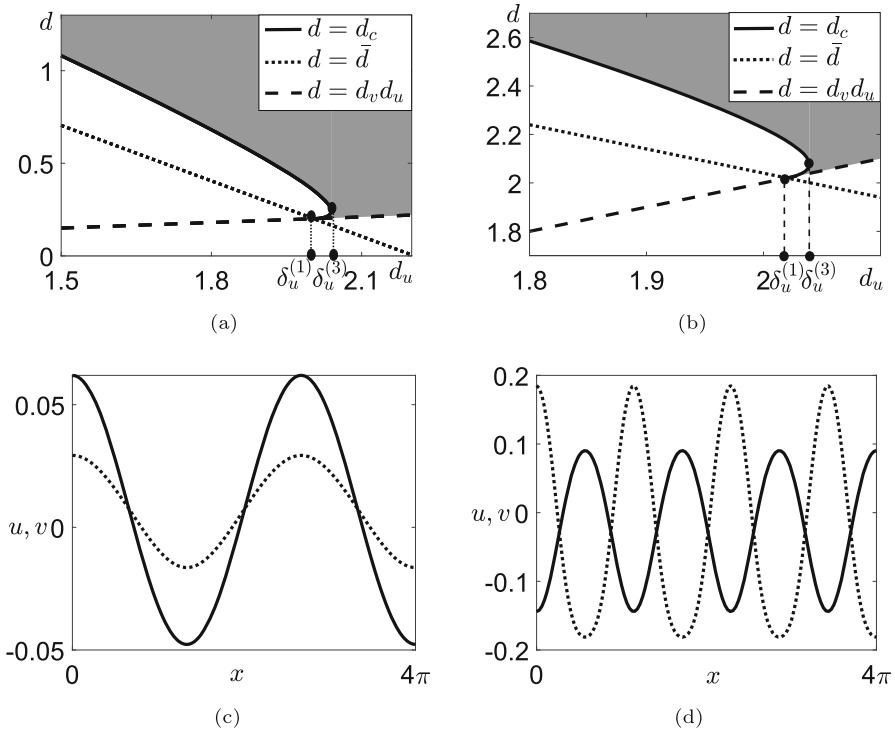 d
1
0.5
0
1.5
1.8
δ_u^{(1)}
δ_u^{(3)}
2.1
d_u
d = d_c
d = \bar{d}
d = d_v d_u
(a)
d
2.6
2.4
2.2
2
1.8
1.8
1.9
2
δ_u^{(1)}
δ_u^{(3)}
d_u
d = d_c
d = \bar{d}
d = d_v d_u
(b)
0.05
u, v
0
-0.05
0
x
4π
(c)
0.2
0.1
u, v
0
-0.1
-0.2
0
x
4π
(d)